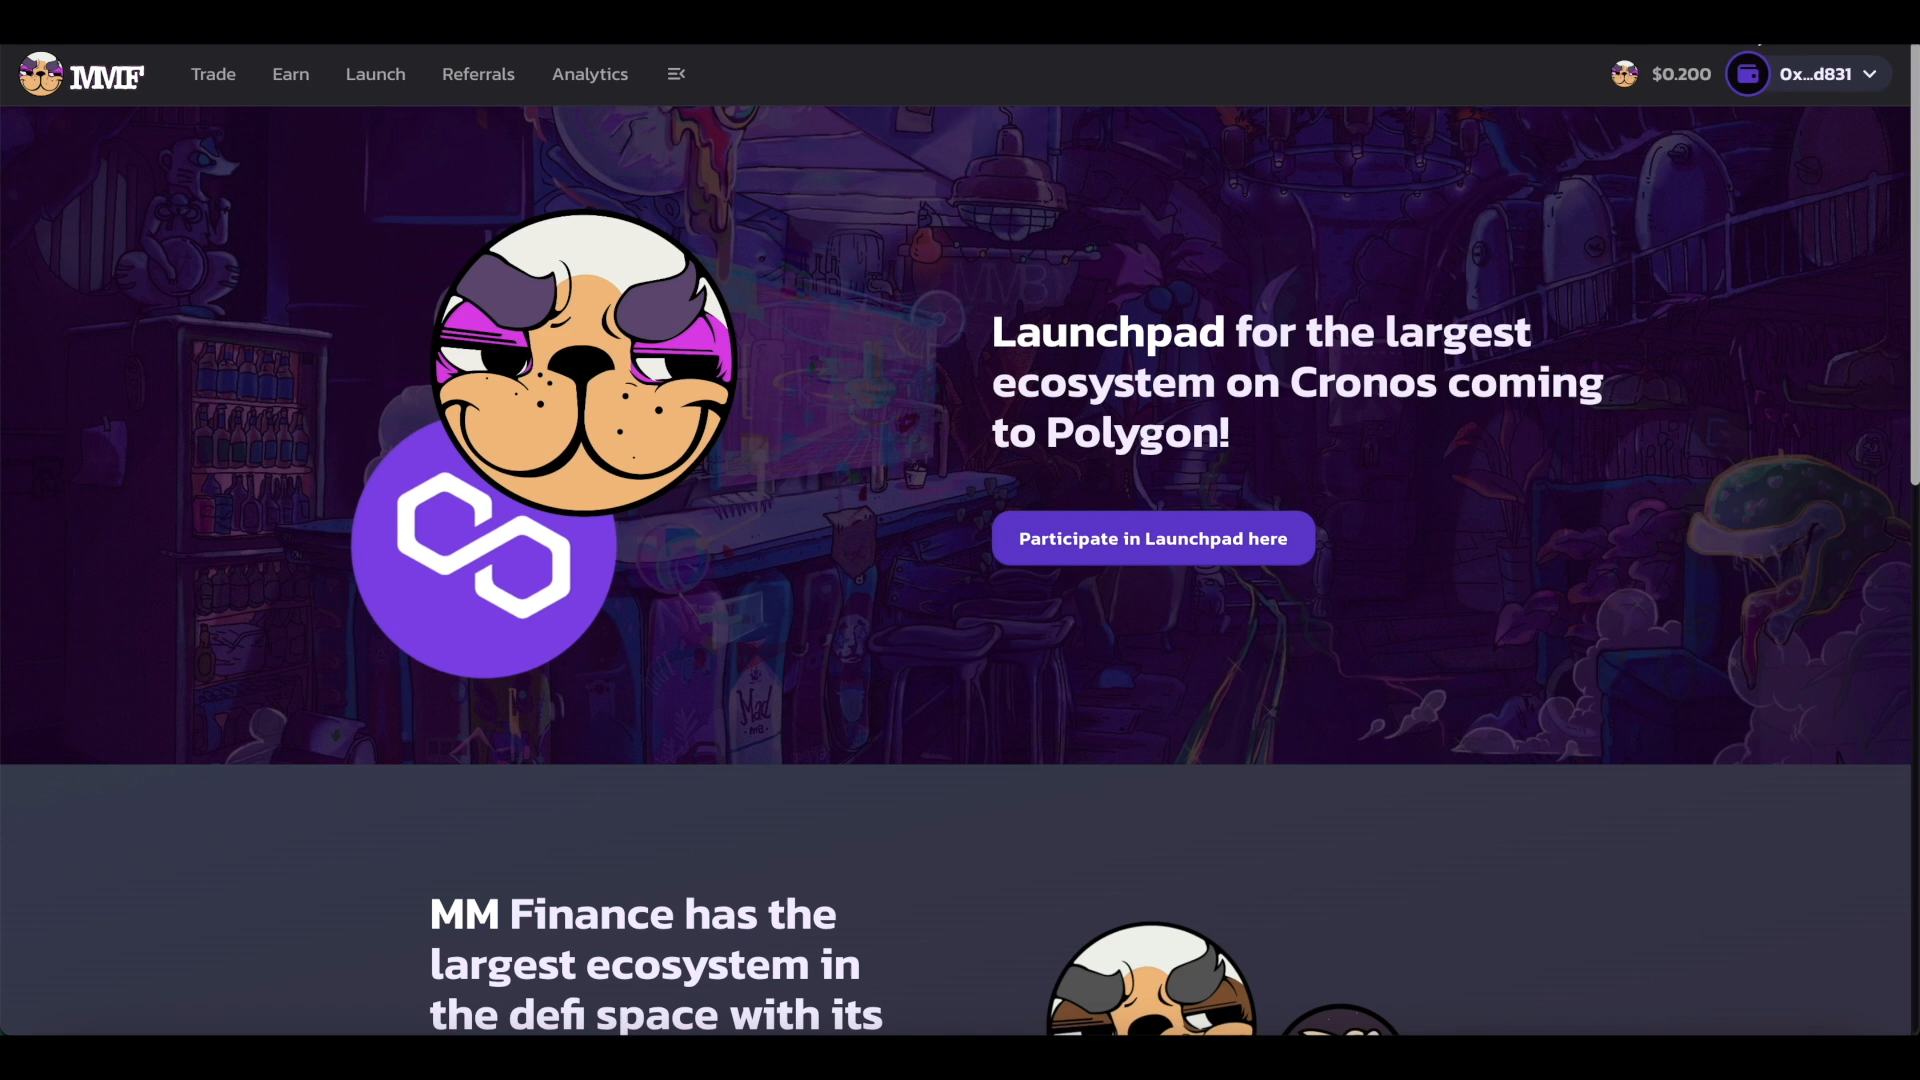 MMF
Trade
Earn
Launch
Referrals
Analytics
$0.200
0x...d831
Launchpad for the largest
ecosystem on Cronos coming
to Polygon!
Participate in Launchpad here
Mad
MM Finance has the
largest ecosystem in
the defi space with its